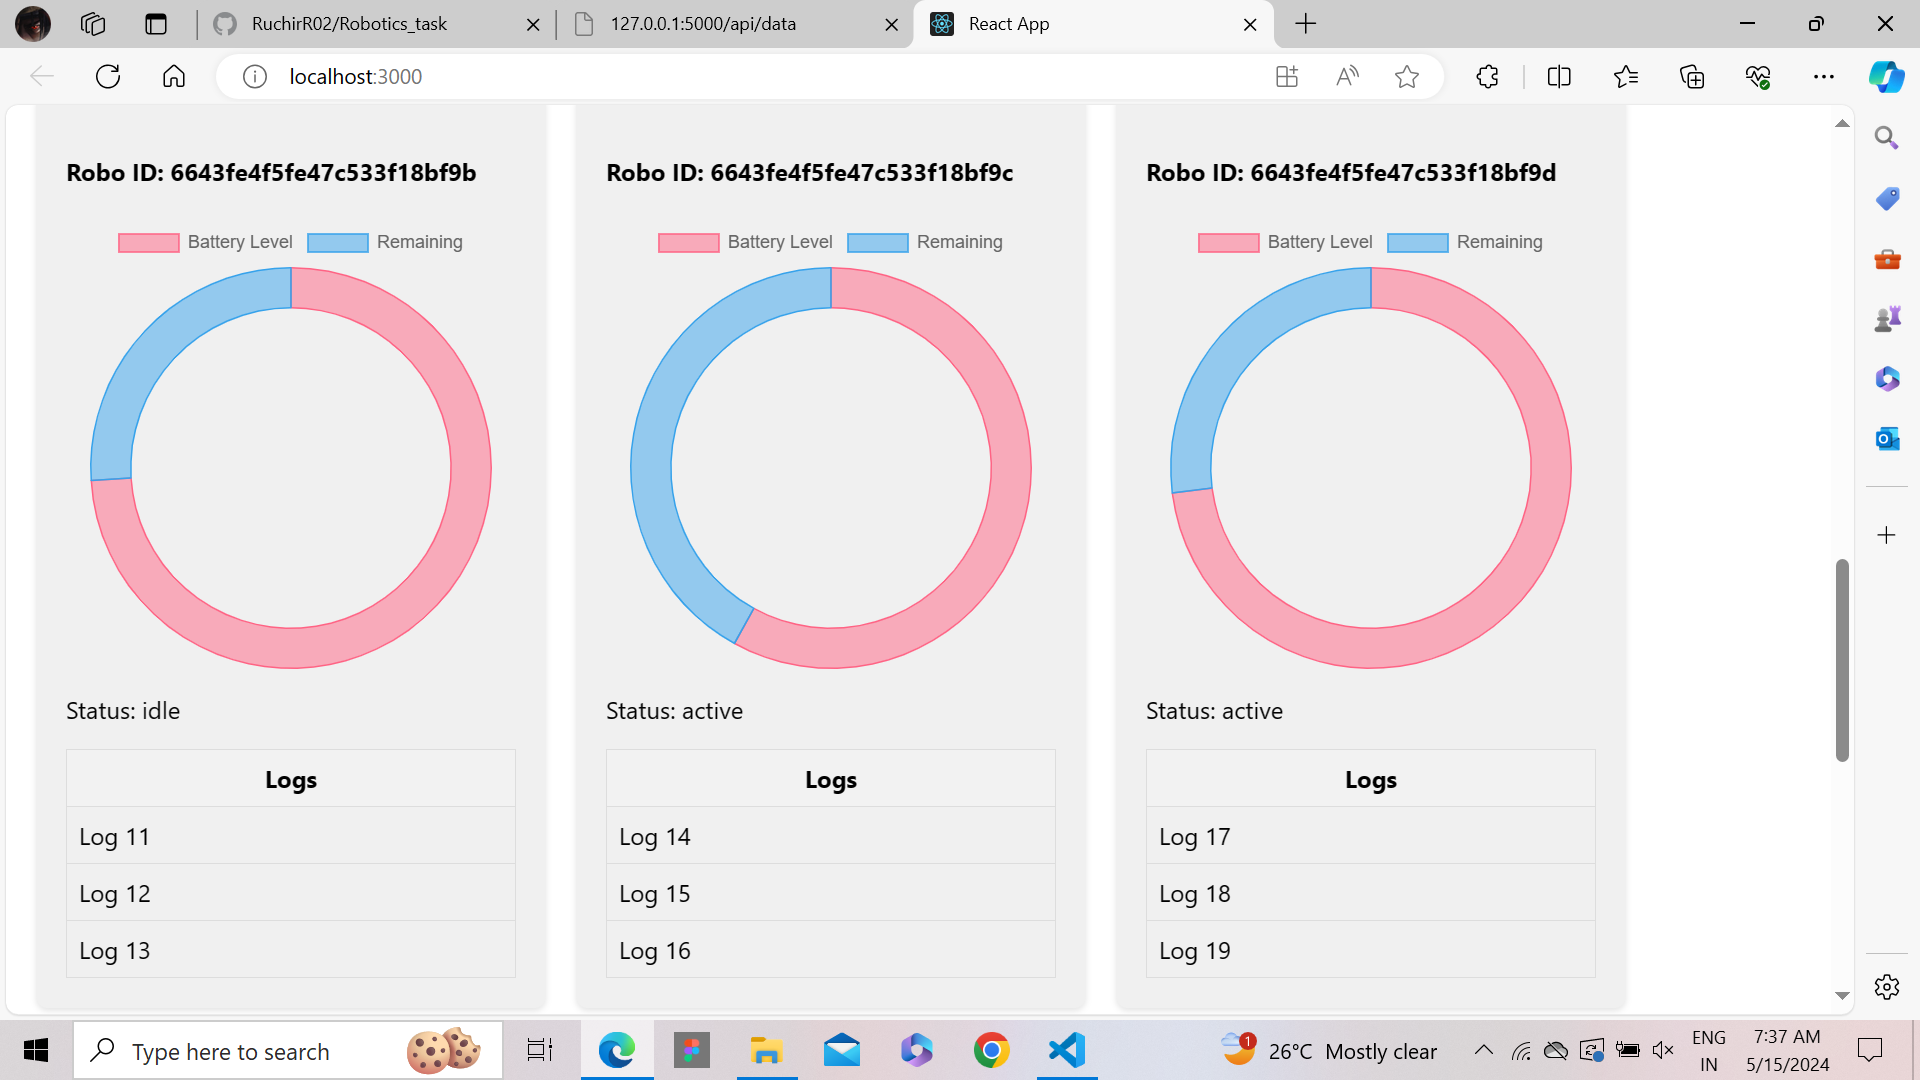 RuchirR02/Robotics_task
127.0.0.1:5000/api/data
React App
localhost:3000
Robo ID: 6643fe4f5fe47c533f18bf9b
Battery Level
Remaining
Status: idle
Logs
Log 11
Log 12
Log 13
Robo ID: 6643fe4f5fe47c533f18bf9c
Battery Level
Remaining
Status: active
Logs
Log 14
Log 15
Log 16
Robo ID: 6643fe4f5fe47c533f18bf9d
Battery Level
Remaining
Status: active
Logs
Log 17
Log 18
Log 19
Type here to search
1
26°C Mostly clear
ENG
IN
7:37 AM
5/15/2024